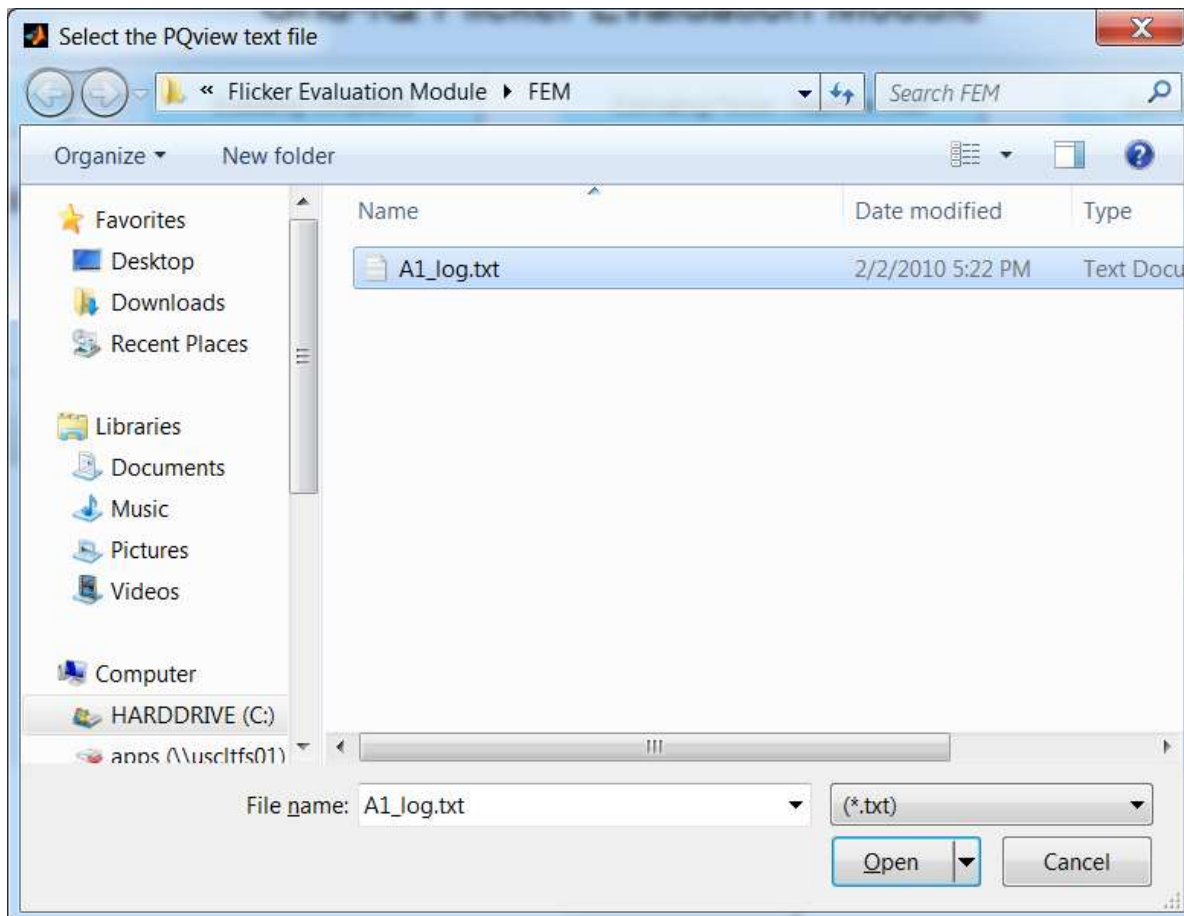 Select the PQview text file
« Flicker Evaluation Module ▸ FEM
Search FEM
Organize
New folder
Favorites
Desktop
Downloads
Recent Places
Libraries
Documents
Music
Pictures
Videos
Computer
HARDDRIVE (C:)
apps (\\uscltfs01)
Name
Date modified
Type
A1_log.txt
2/2/2010 5:22 PM
Text Docu
File name: A1_log.txt
(*.txt)
Open
Cancel